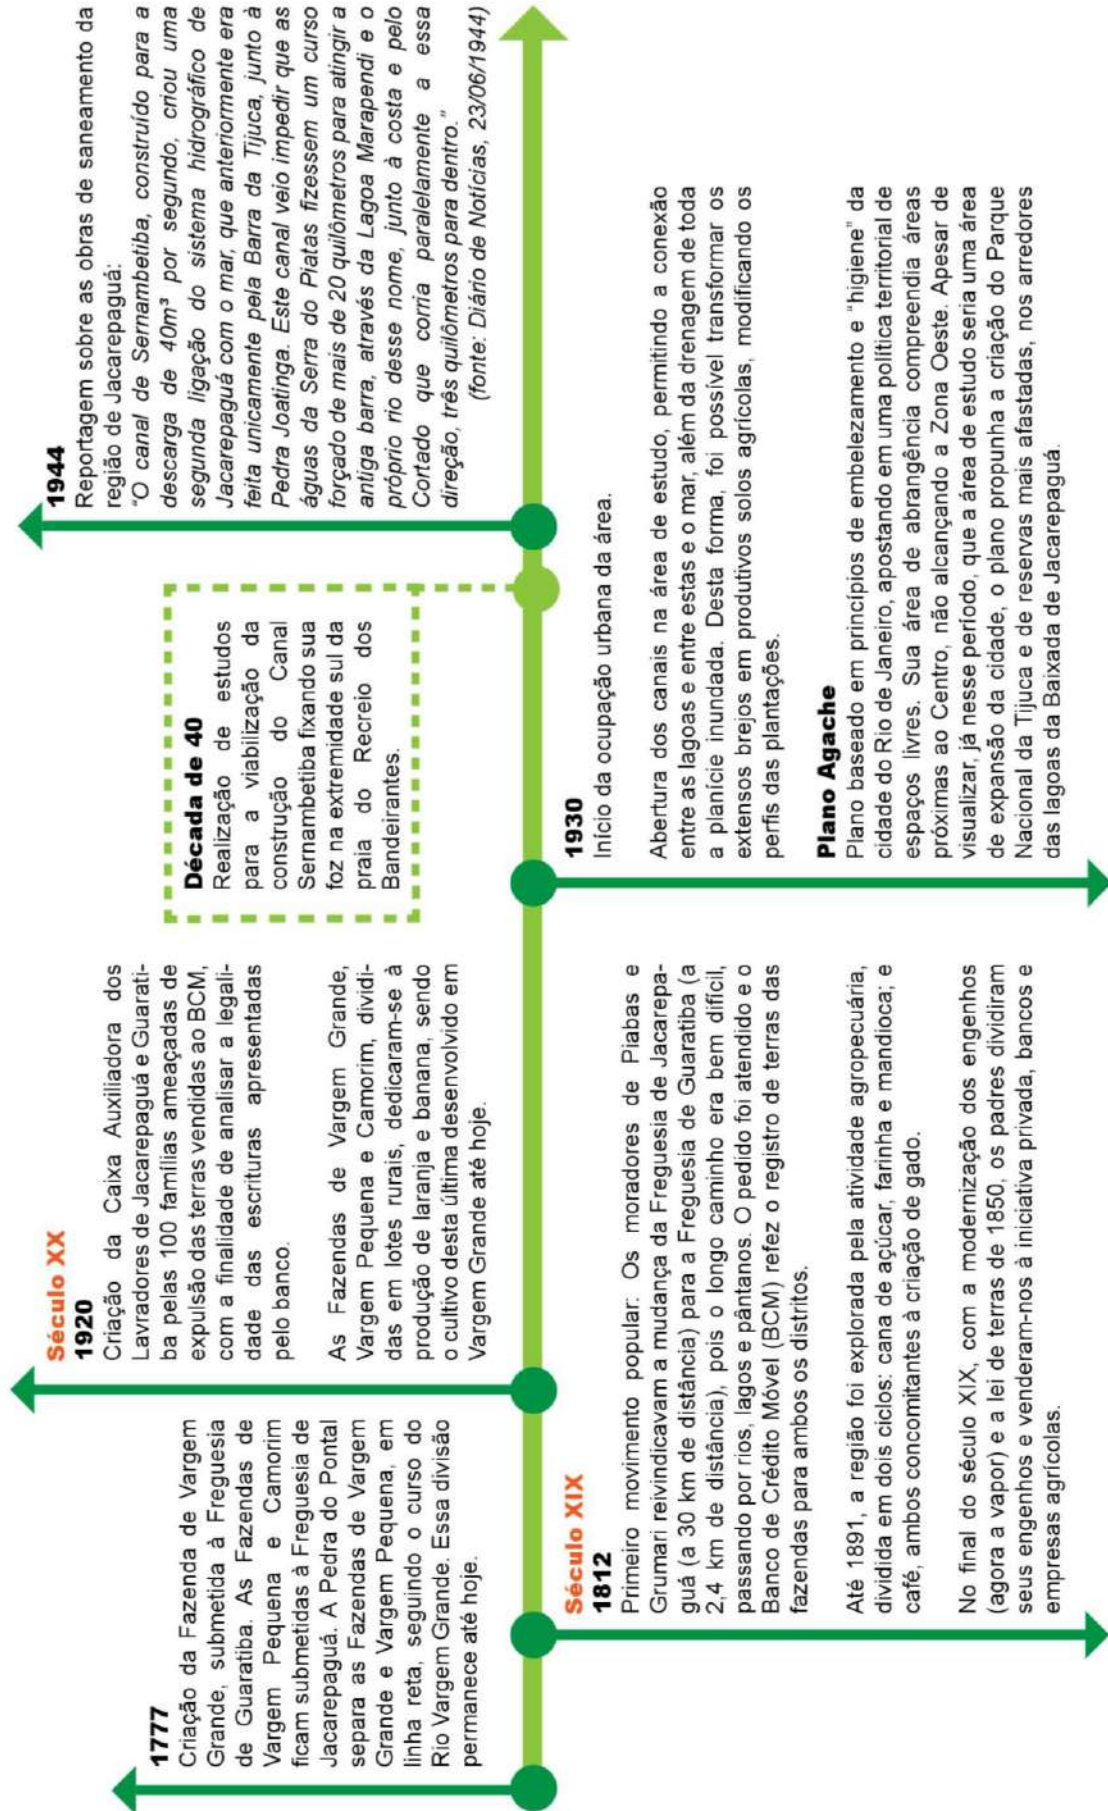 1777
Criação da Fazenda de Vargem
Grande, submetida à Freguesia
de Guaratiba. As Fazendas de
Vargem Pequena e Camorim
ficam submetidas à Freguesia de
Jacarepaguá. A Pedra do Pontal
separa as Fazendas de Vargem
Grande e Vargem Pequena, em
linha reta, seguindo o curso do
Rio Vargem Grande. Essa divisão
permanece até hoje.
Século XIX
1812
Primeiro movimento popular: Os moradores de Piabas e
Grumari reivindicavam a mudança da Freguesia de Jacarepa-
guá (a 30 km de distância) para a Freguesia de Guaratiba (a
2,4 km de distância), pois o longo caminho era bem difícil,
passando por rios, lagos e pântanos. O pedido foi atendido e o
Banco de Crédito Móvel (BCM) refez o registro de terras das
fazendas para ambos os distritos.
Até 1891, a região foi explorada pela atividade agropecuária,
dividida em dois ciclos: cana de açúcar, farinha e mandioca; e
café, ambos concomitantes à criação de gado.
No final do século XIX, com a modernização dos engenhos
(agora a vapor) e a lei de terras de 1850, os padres dividiram
seus engenhos e venderam-nos à iniciativa privada, bancos e
empresas agrícolas.
Século XX
1920
Criação da Caixa Auxiliadora dos
Lavradores de Jacarepaguá e Guarati-
ba pelas 100 famílias ameaçadas de
expulsão das terras vendidas ao BCM,
com a finalidade de analisar a legali-
dade das escrituras apresentadas
pelo banco.
As Fazendas de Vargem Grande,
Vargem Pequena e Camorim, dividi-
das em lotes rurais, dedicaram-se à
produção de laranja e banana, sendo
o cultivo desta última desenvolvido em
Vargem Grande até hoje.
1930
Início da ocupação urbana da área.
Abertura dos canais na área de estudo, permitindo a conexão
entre as lagoas e entre estas e o mar, além da drenagem de toda
a planície inundada. Desta forma, foi possível transformar os
extensos brejos em produtivos solos agrícolas, modificando os
perfis das plantações.
Plano Agache
Plano baseado em princípios de embelezamento e "higiene" da
cidade do Rio de Janeiro, apostando em uma política territorial de
espaços livres. Sua área de abrangência compreendia áreas
próximas ao Centro, não alcançando a Zona Oeste. Apesar de
visualizar, já nesse período, que a área de estudo seria uma área
de expansão da cidade, o plano propunha a criação do Parque
Nacional da Tijuca e de reservas mais afastadas, nos arredores
das lagoas da Baixada de Jacarepaguá.
Década de 40
Realização de estudos
para a viabilização da
construção do Canal
Sernambetiba fixando sua
foz na extremidade sul da
praia do Recreio dos
Bandeirantes.
1944
Reportagem sobre as obras de saneamento da
região de Jacarepaguá:
"O canal de Sernambetiba, construído para a
descarga de 40m³ por segundo, criou uma
segunda ligação do sistema hidrográfico de
Jacarepaguá com o mar, que anteriormente era
feita unicamente pela Barra da Tijuca, junto à
Pedra Joatinga. Este canal veio impedir que as
águas da Serra do Piatas fizessem um curso
forçado de mais de 20 quilômetros para atingir a
antiga barra, através da Lagoa Marapendi e o
próprio rio desse nome, junto à costa e pelo
Cortado que corria paralelamente a essa
direção, três quilômetros para dentro."
(fonte: Diário de Notícias, 23/06/1944)